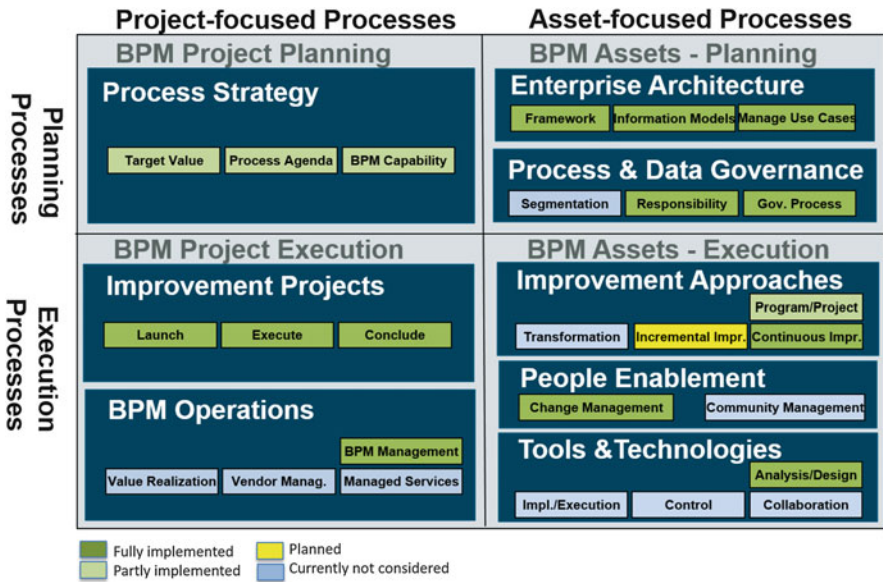 Project-focused Processes
Asset-focused Processes
Planning
Processes
BPM Project Planning
Process Strategy
Target Value
Process Agenda
BPM Capability
BPM Assets - Planning
Enterprise Architecture
Framework
Information Models
Manage Use Cases
Process & Data Governance
Segmentation
Responsibility
Gov. Process
Execution
Processes
BPM Project Execution
Improvement Projects
Launch
Execute
Conclude
BPM Operations
BPM Management
Value Realization
Vendor Manag.
Managed Services
BPM Assets - Execution
Improvement Approaches
Program/Project
Transformation
Incremental Impr.
Continuous Impr.
People Enablement
Change Management
Community Management
Tools &Technologies
Analysis/Design
Impl./Execution
Control
Collaboration
Fully implemented
Planned
Partly implemented
Currently not considered